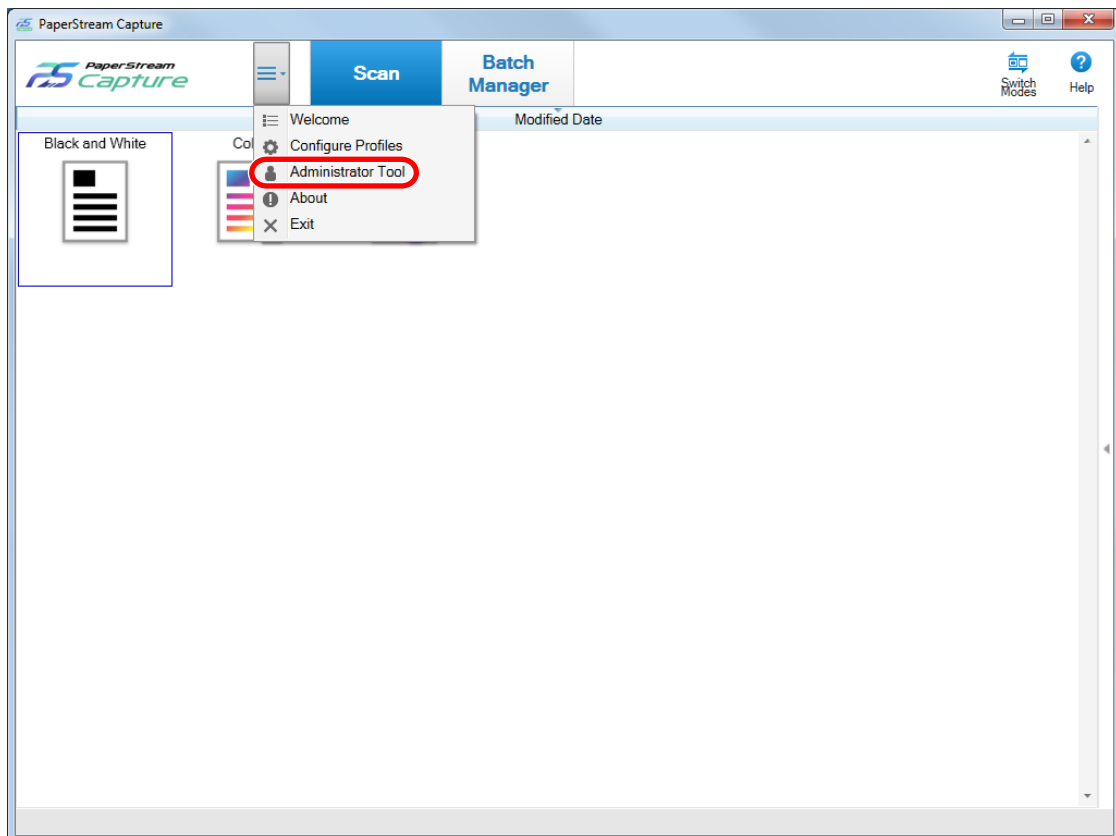 PaperStream Capture
PaperStream
Capture
Scan
Batch
Manager
Switch
Modes
Help
Modified Date
Black and White
Col
Welcome
Configure Profiles
Administrator Tool
About
Exit